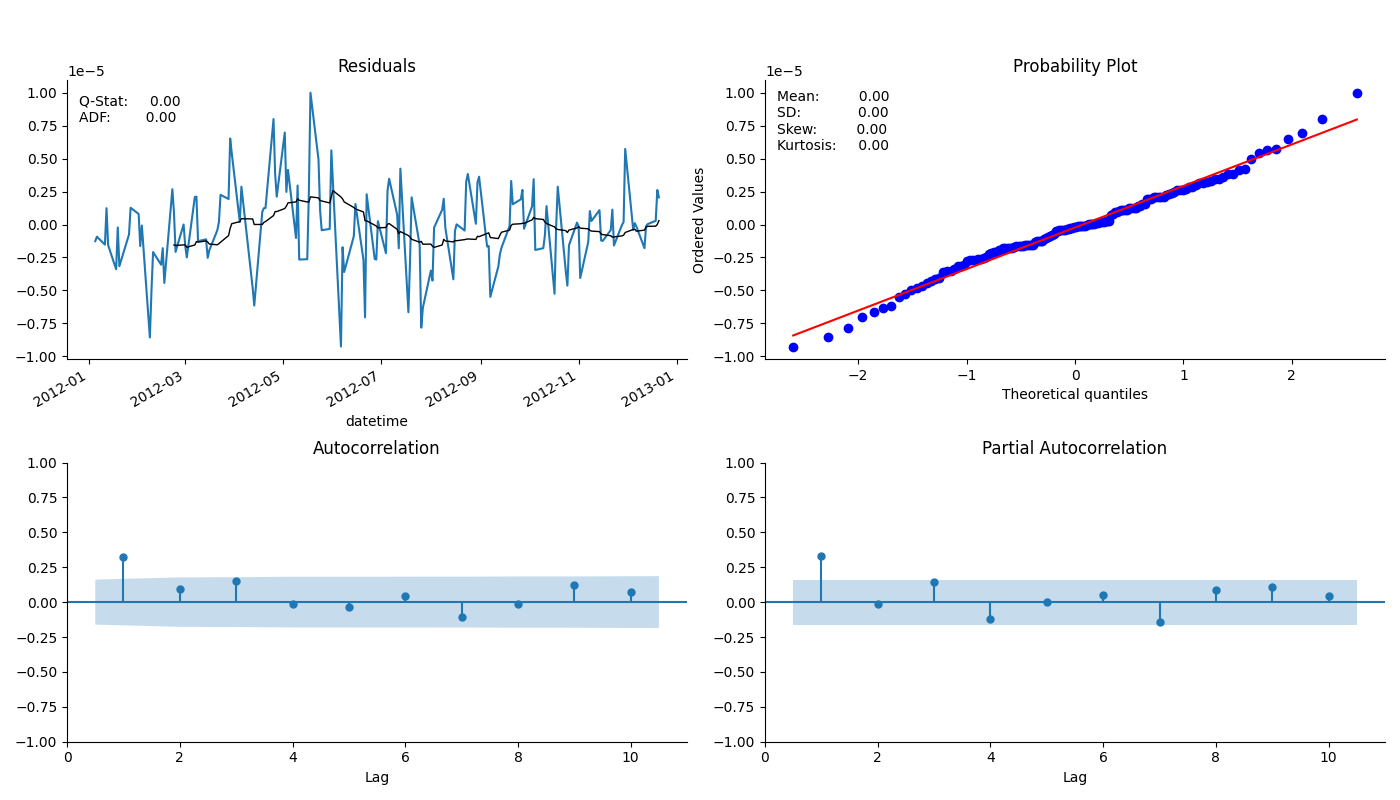 Residuals
1e−5
Q-Stat: 0.00
ADF: 0.00
1.00
0.75
0.50
0.25
0.00
−0.25
−0.50
−0.75
−1.00
2012-01 2012-03 2012-05 2012-07 2012-09 2012-11 2013-01
datetime
Probability Plot
1e−5
Mean: 0.00
SD: 0.00
Skew: 0.00
Kurtosis: 0.00
Ordered Values
1.00
0.75
0.50
0.25
0.00
−0.25
−0.50
−0.75
−1.00
−2 −1 0 1 2
Theoretical quantiles
Autocorrelation
1.00
0.75
0.50
0.25
0.00
−0.25
−0.50
−0.75
−1.00
0 2 4 6 8 10
Lag
Partial Autocorrelation
1.00
0.75
0.50
0.25
0.00
−0.25
−0.50
−0.75
−1.00
0 2 4 6 8 10
Lag